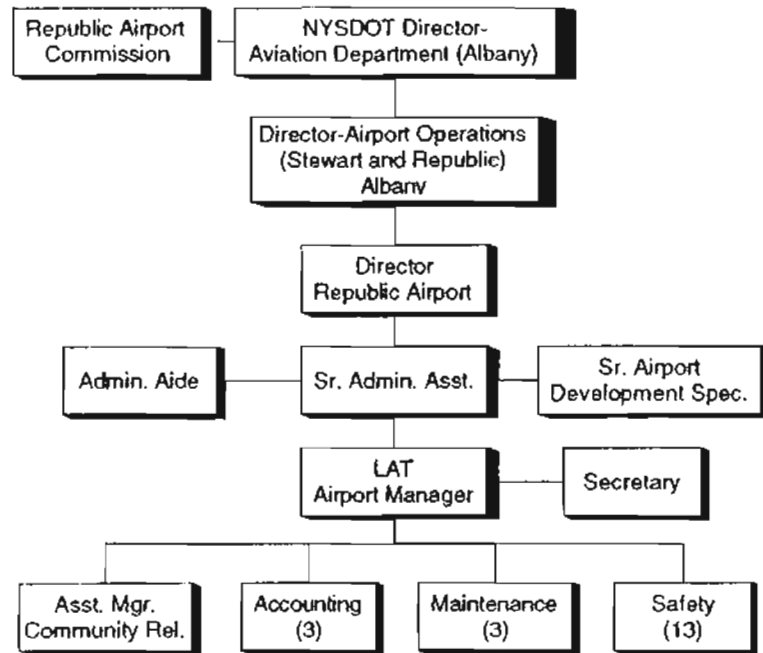 Republic Airport
Commission
NYSDOT Director-
Aviation Department (Albany)
Director-Airport Operations
(Stewart and Republic)
Albany
Director
Republic Airport
Admin. Aide
Sr. Admin. Asst.
Sr. Airport
Development Spec.
LAT
Airport Manager
Secretary
Asst. Mgr.
Community Rel.
Accounting
(3)
Maintenance
(3)
Safety
(13)